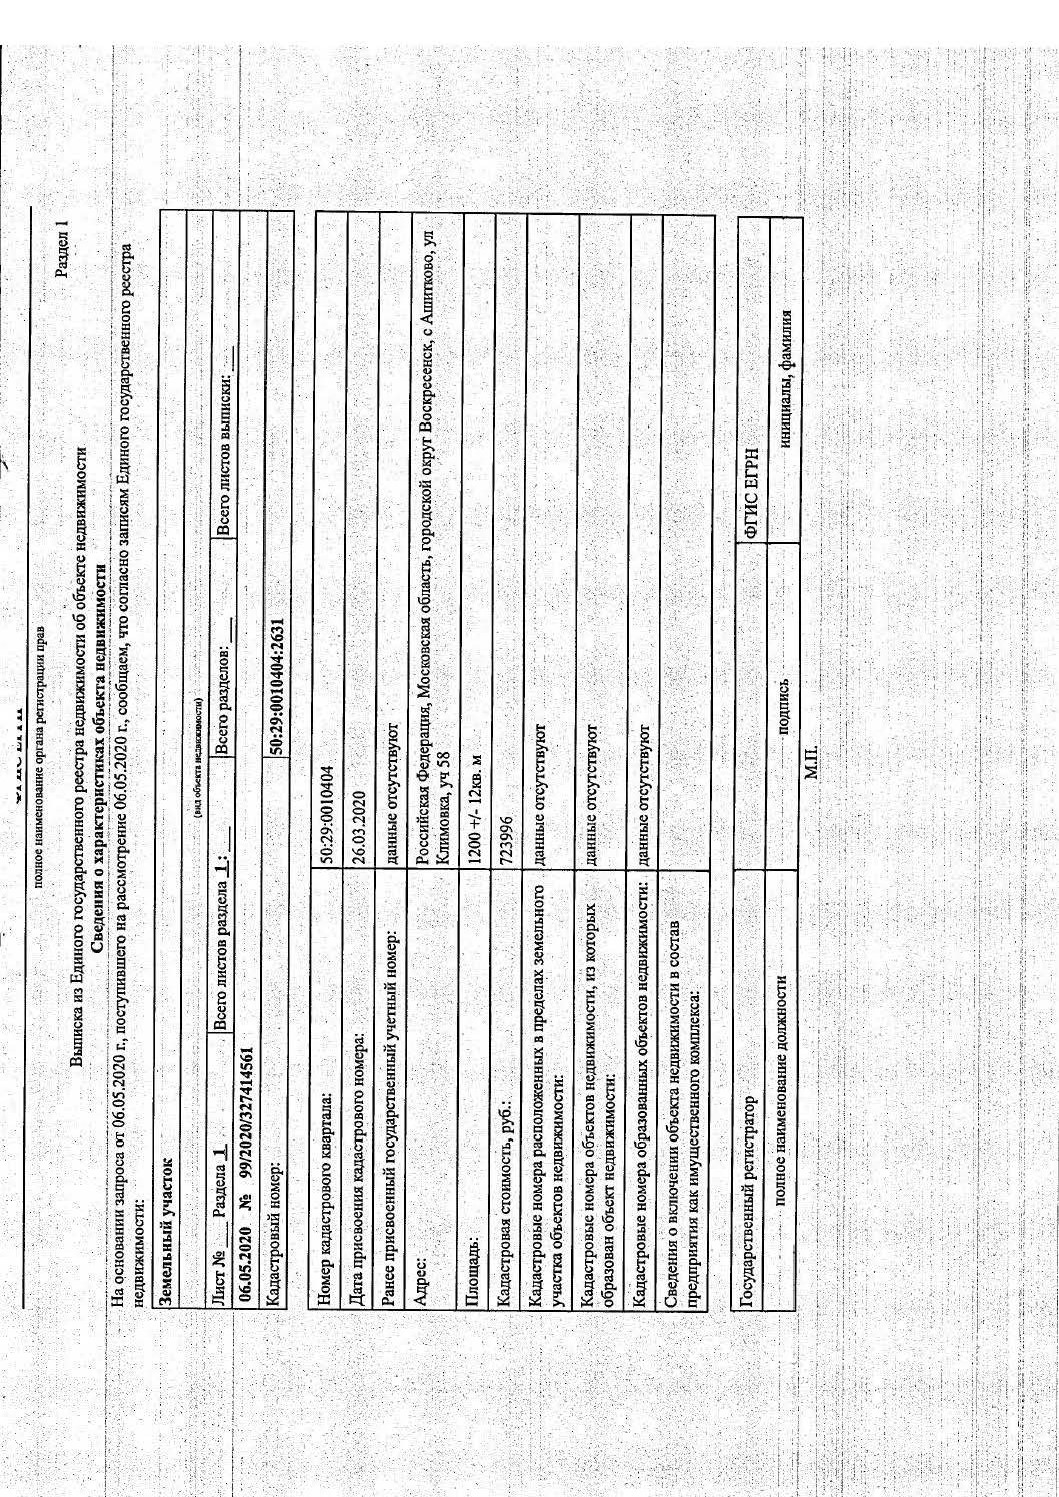 полное наименование органа регистрации прав
Раздел 1
Выписка из Единого государственного реестра недвижимости об объекте недвижимости
Сведения о характеристиках объекта недвижимости
На основании запроса от 06.05.2020 г., поступившего на рассмотрение 06.05.2020 г., сообщаем, что согласно записям Единого государственного реестра
недвижимости:
Земельный участок
(вид объекта недвижимости)
Лист № ___ Раздела 1 Всего листов раздела 1 : ___ Всего разделов: ___ Всего листов выписки: ___
06.05.2020 № 99/2020/327414561
Кадастровый номер: 50:29:0010404:2631
Номер кадастрового квартала: 50:29:0010404
Дата присвоения кадастрового номера: 26.03.2020
Ранее присвоенный государственный учетный номер: данные отсутствуют
Адрес: Российская Федерация, Московская область, городской округ Воскресенск, с Ашитково, ул
Климовка, уч 58
Площадь: 1200 +/- 12кв. м
Кадастровая стоимость, руб.: 723996
Кадастровые номера расположенных в пределах земельного данные отсутствуют
участка объектов недвижимости:
Кадастровые номера объектов недвижимости, из которых данные отсутствуют
образован объект недвижимости:
Кадастровые номера образованных объектов недвижимости: данные отсутствуют
Сведения о включении объекта недвижимости в состав
предприятия как имущественного комплекса:
Государственный регистратор ФГИС ЕГРН
полное наименование должности подпись инициалы, фамилия
М.П.